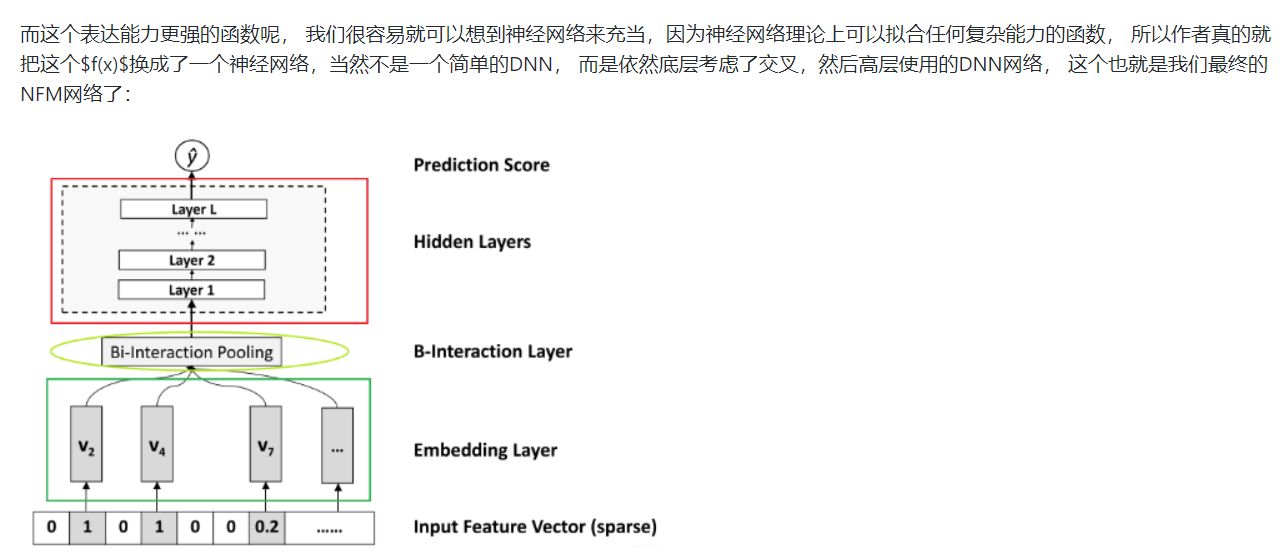 而这个表达能力更强的函数呢， 我们很容易就可以想到神经网络来充当，因为神经网络理论上可以拟合任何复杂能力的函数， 所以作者真的就
把这个$f(x)$换成了一个神经网络，当然不是一个简单的DNN， 而是依然底层考虑了交叉，然后高层使用的DNN网络， 这个也就是我们最终的
NFM网络了：
ŷ
Prediction Score
Layer L
... ...
Hidden Layers
Layer 2
Layer 1
Bi-Interaction Pooling
B-Interaction Layer
V₂ V₄ V₇ ...
Embedding Layer
0 1 0 1 0 0 0.2 ......
Input Feature Vector (sparse)